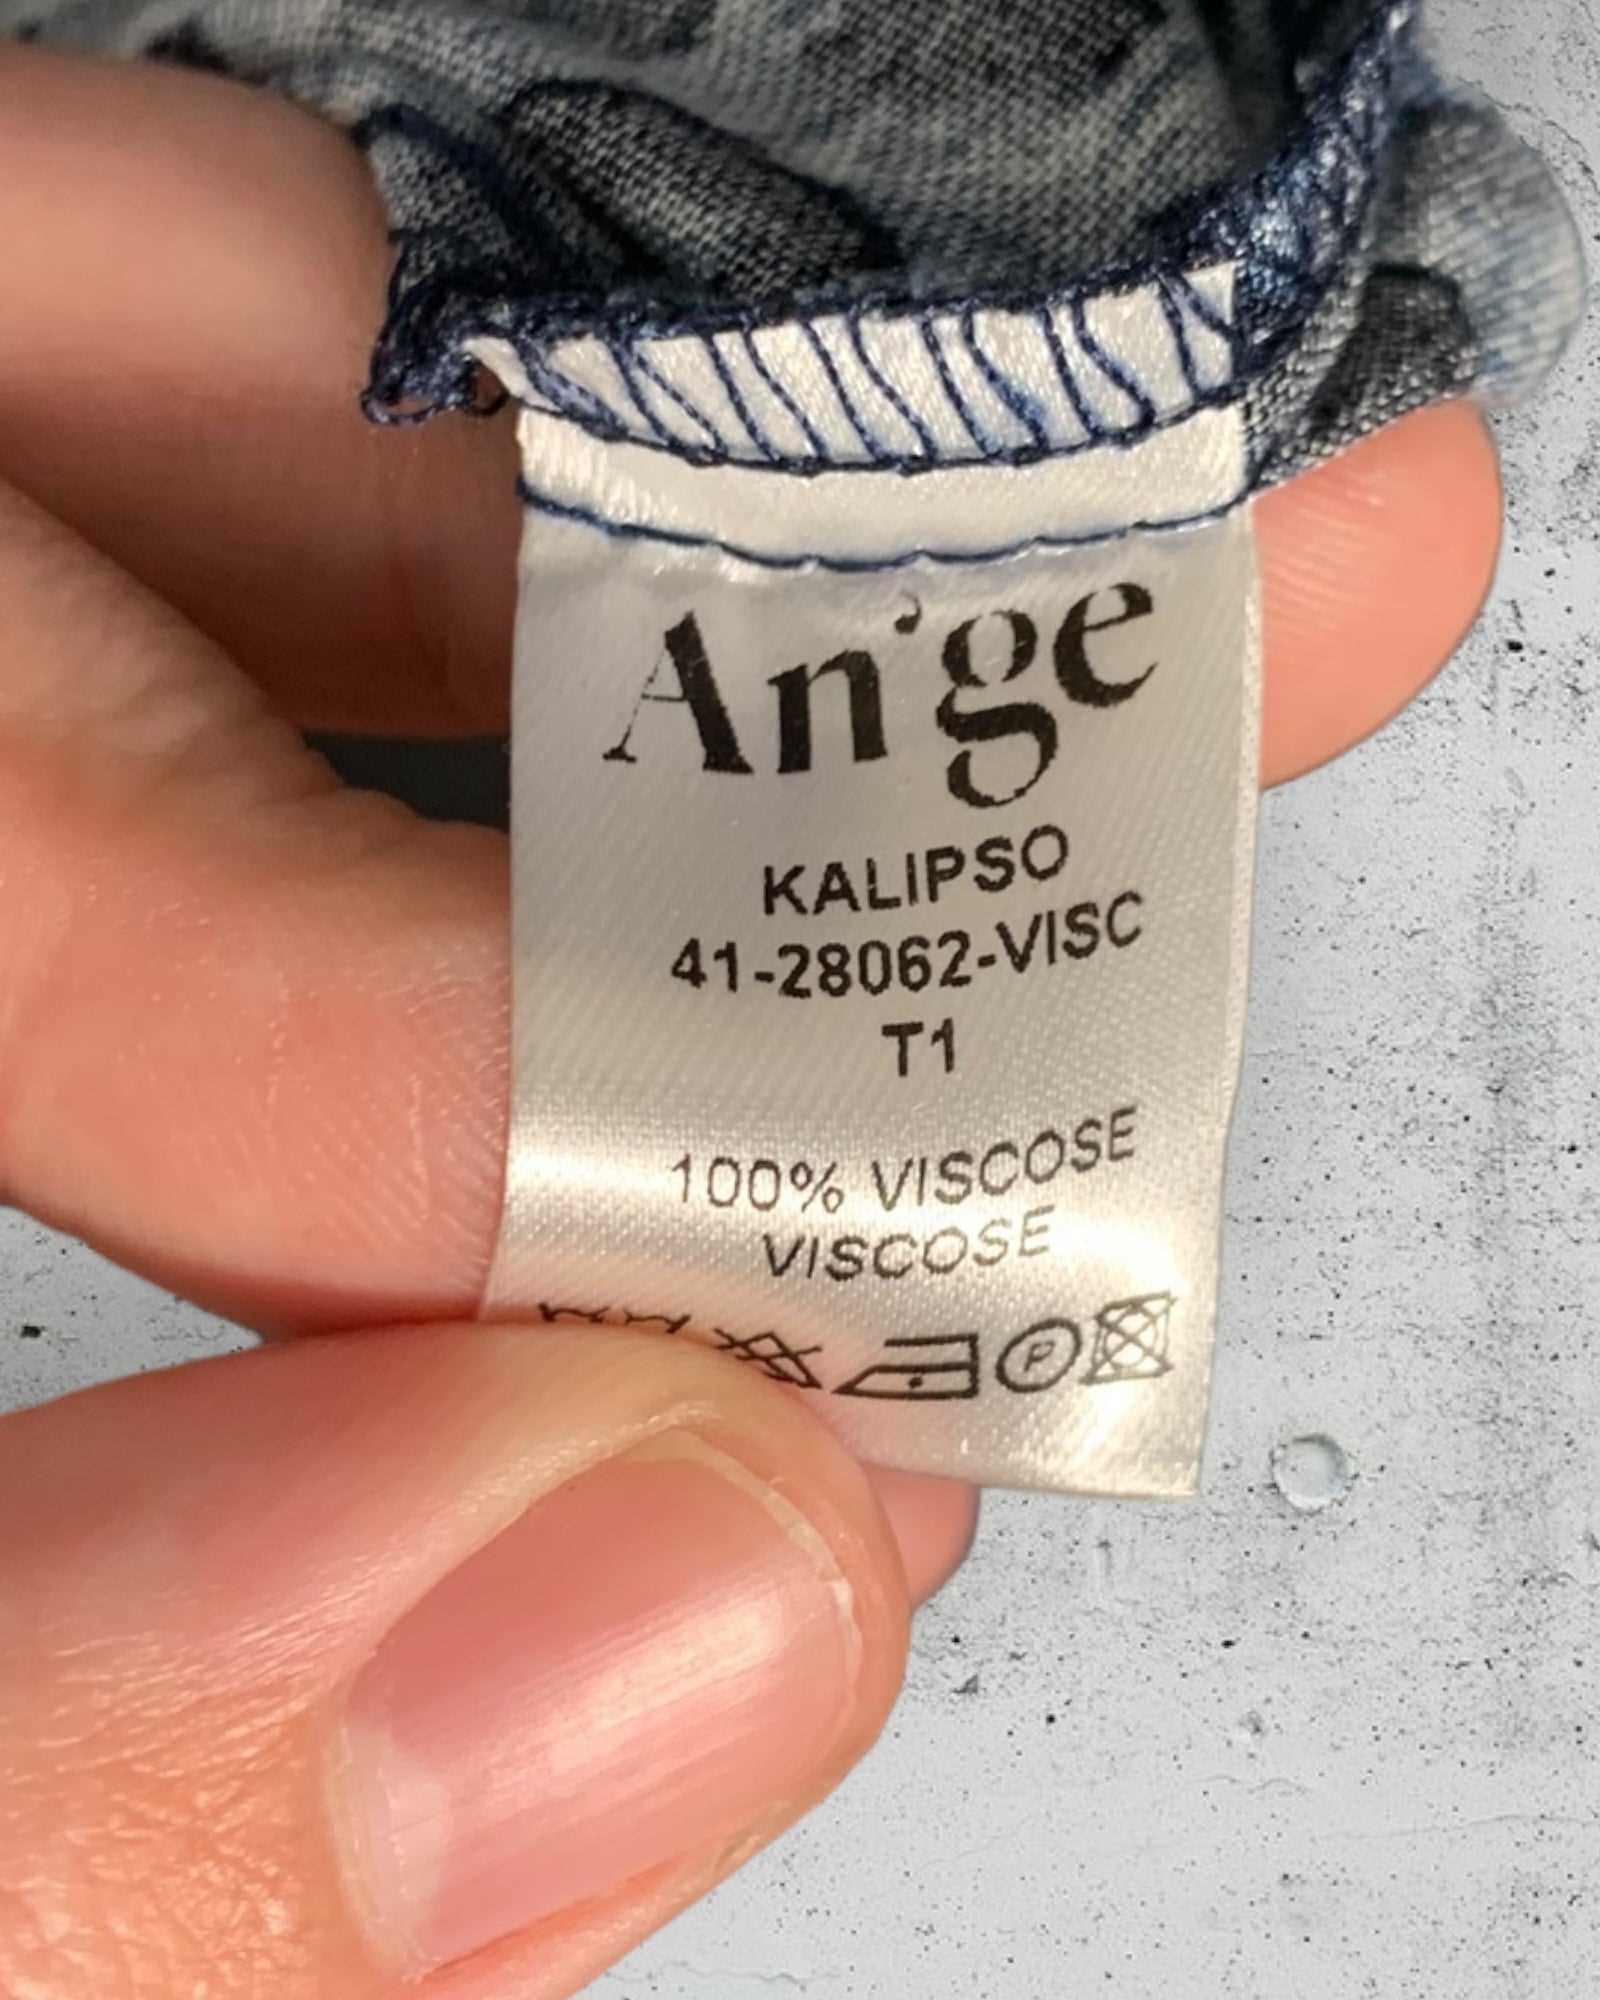 An'ge
KALIPSO
41-28062-VISC
T1
100% VISCOSE
VISCOSE
P